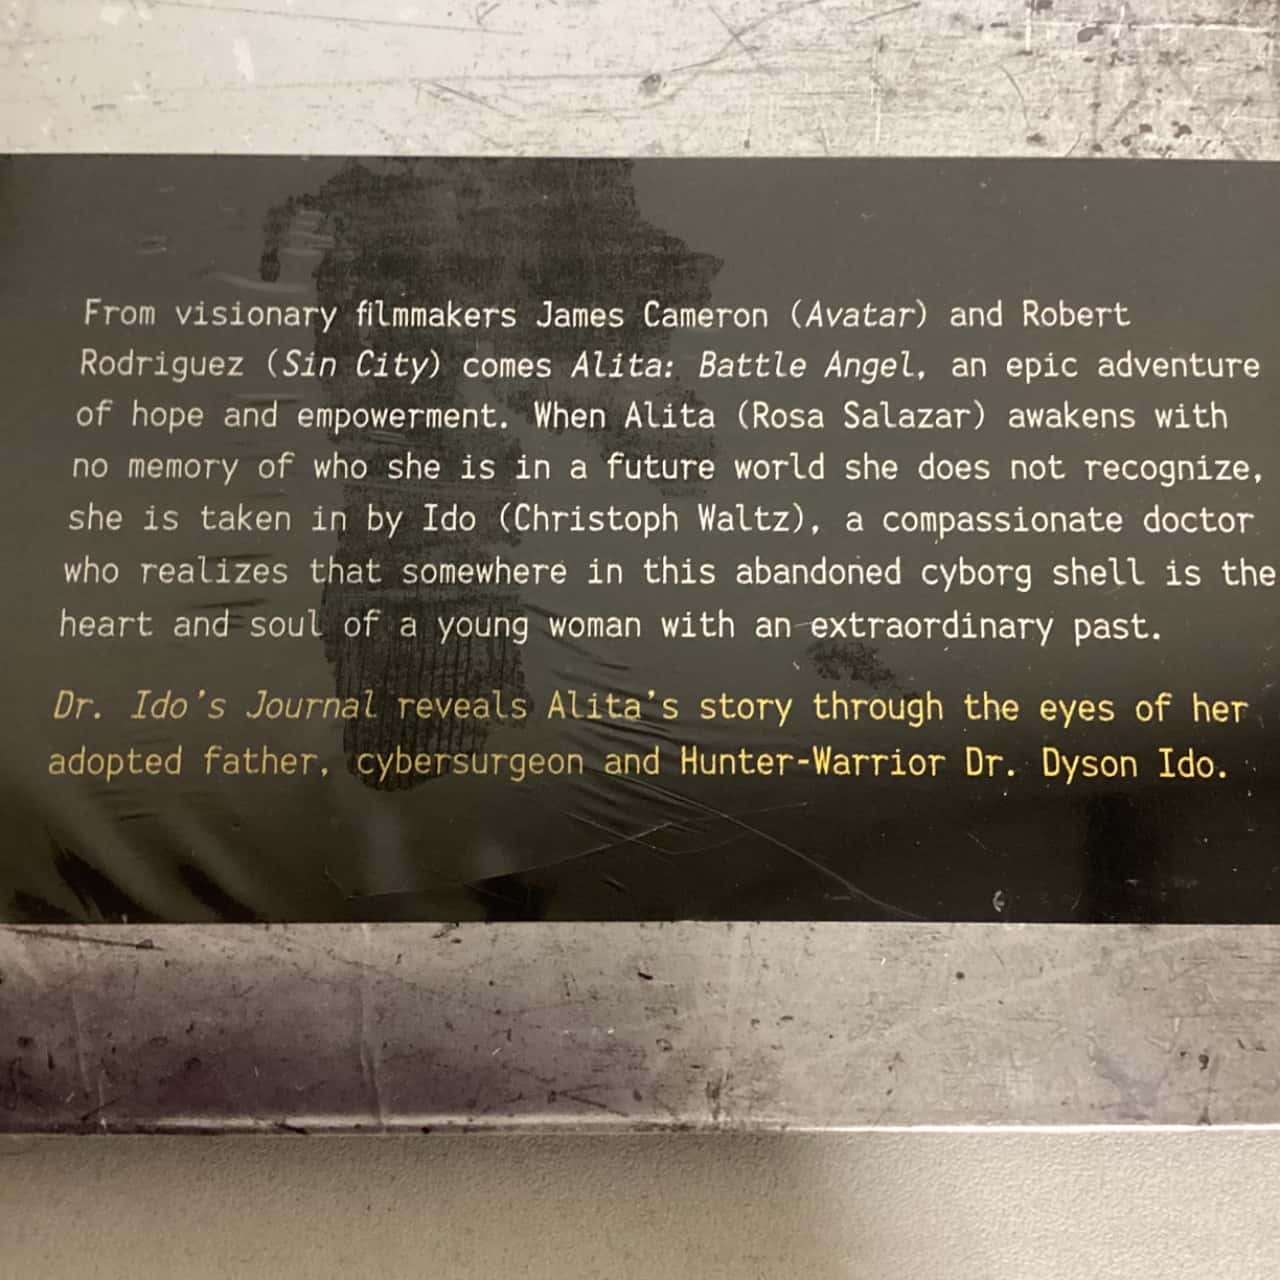 From visionary filmmakers James Cameron (Avatar) and Robert
Rodriguez (Sin City) comes Alita: Battle Angel, an epic adventure
of hope and empowerment. When Alita (Rosa Salazar) awakens with
no memory of who she is in a future world she does not recognize,
she is taken in by Ido (Christoph Waltz), a compassionate doctor
who realizes that somewhere in this abandoned cyborg shell is the
heart and soul of a young woman with an extraordinary past.
Dr. Ido's Journal reveals Alita's story through the eyes of her
adopted father, cybersurgeon and Hunter-Warrior Dr. Dyson Ido.